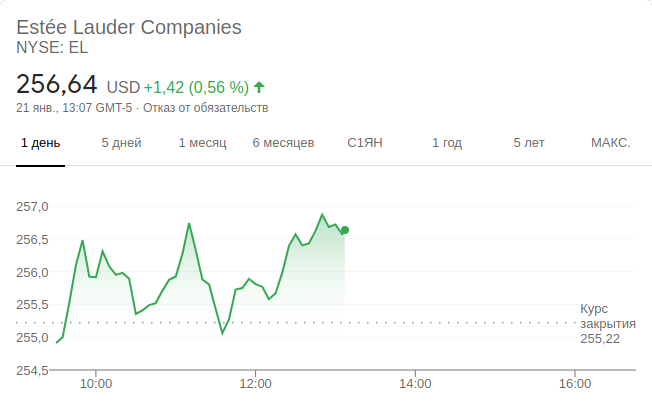 Estée Lauder Companies
NYSE: EL
256,64 USD +1,42 (0,56 %)
21 янв., 13:07 GMT-5 · Отказ от обязательств
1 день 5 дней 1 месяц 6 месяцев С1ЯН 1 год 5 лет МАКС.
257,0
256,5
256,0
255,5
255,0
254,5
Курс
закрытия
255,22
10:00 12:00 14:00 16:00